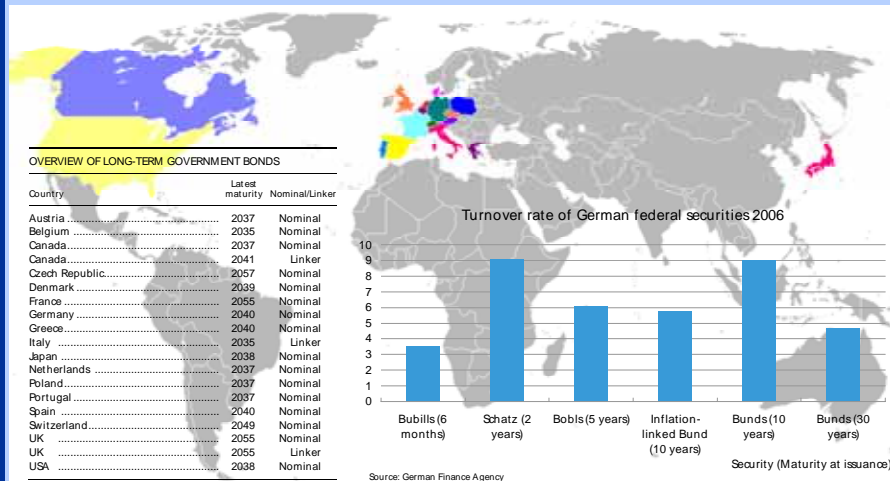 OVERVIEW OF LONG-TERM GOVERNMENT BONDS
Country Latest maturity Nominal/Linker
Austria 2037 Nominal
Belgium 2035 Nominal
Canada 2037 Nominal
Canada 2041 Linker
Czech Republic 2057 Nominal
Denmark 2039 Nominal
France 2055 Nominal
Germany 2040 Nominal
Greece 2040 Nominal
Italy 2035 Linker
Japan 2038 Nominal
Netherlands 2037 Nominal
Poland 2037 Nominal
Portugal 2037 Nominal
Spain 2040 Nominal
Switzerland 2049 Nominal
UK 2055 Nominal
UK 2055 Linker
USA 2038 Nominal
Turnover rate of German federal securities 2006
10
9
8
7
6
5
4
3
2
1
0
Bubills (6 months)
Schatz (2 years)
Bobls (5 years)
Inflation-linked Bund (10 years)
Bunds (10 years)
Bunds (30 years)
Security (Maturity at issuance)
Source: German Finance Agency